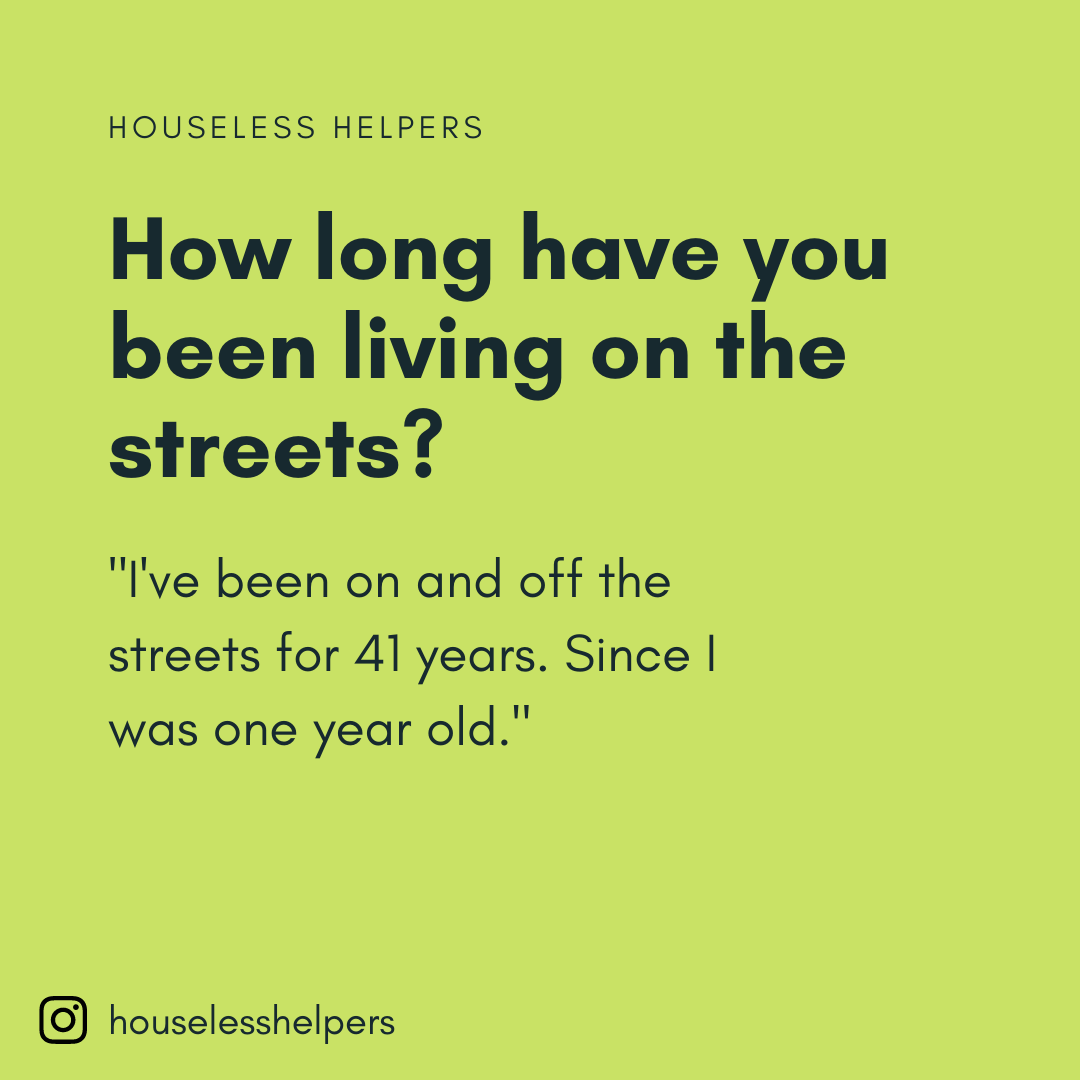 HOUSELESS HELPERS
How long have you
been living on the
streets?
"I've been on and off the
streets for 41 years. Since I
was one year old."
houselesshelpers